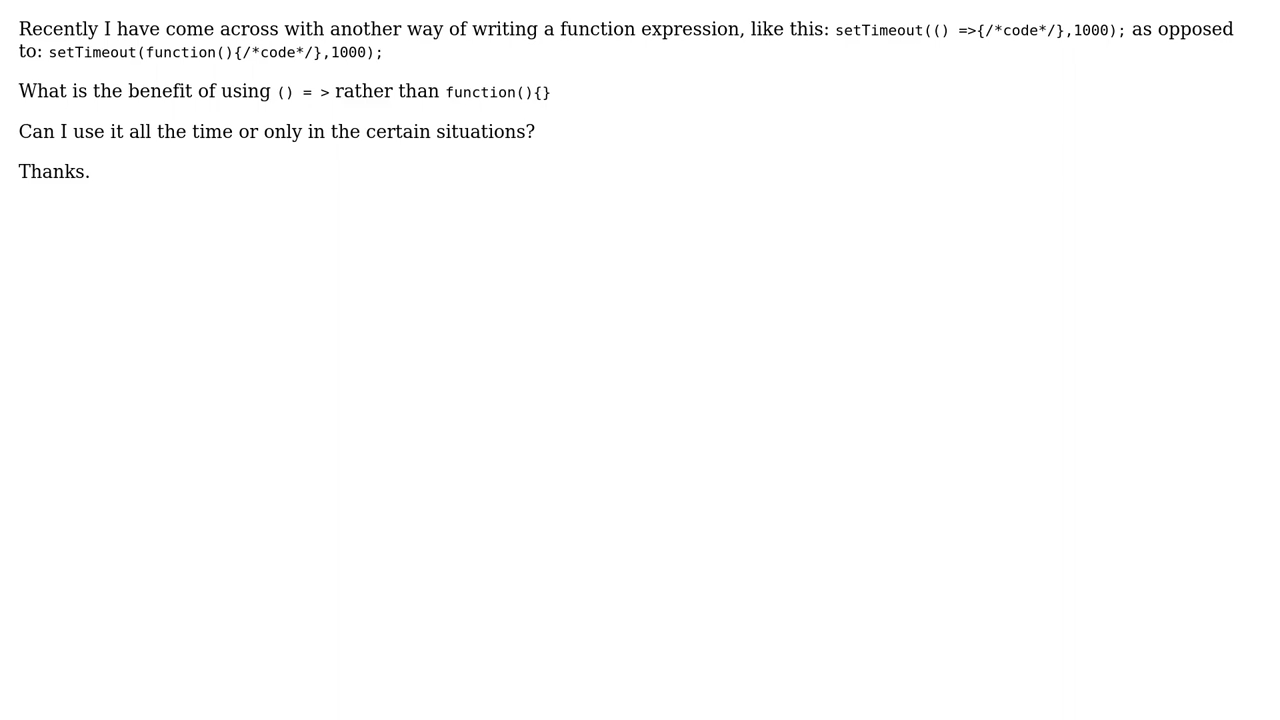 Recently I have come across with another way of writing a function expression, like this: setTimeout(() =>{/*code*/},1000); as opposed
to: setTimeout(function(){/*code*/},1000);
What is the benefit of using () = > rather than function(){}
Can I use it all the time or only in the certain situations?
Thanks.